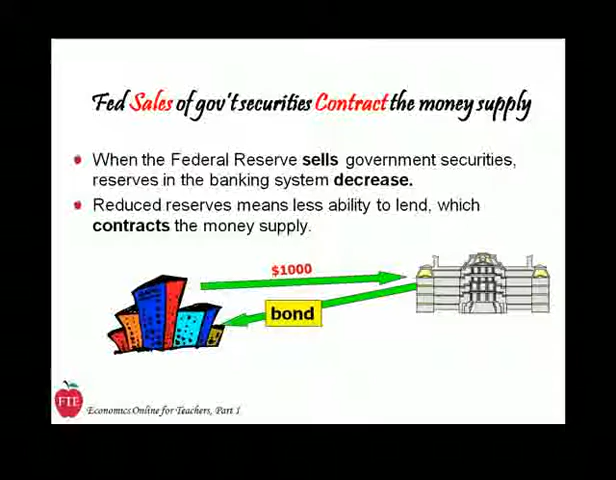 Fed Sales of gov't securities Contract the money supply
When the Federal Reserve sells government securities,
reserves in the banking system decrease.
Reduced reserves means less ability to lend, which
contracts the money supply.
$1000
bond
FTE
Economics Online for Teachers, Part 1